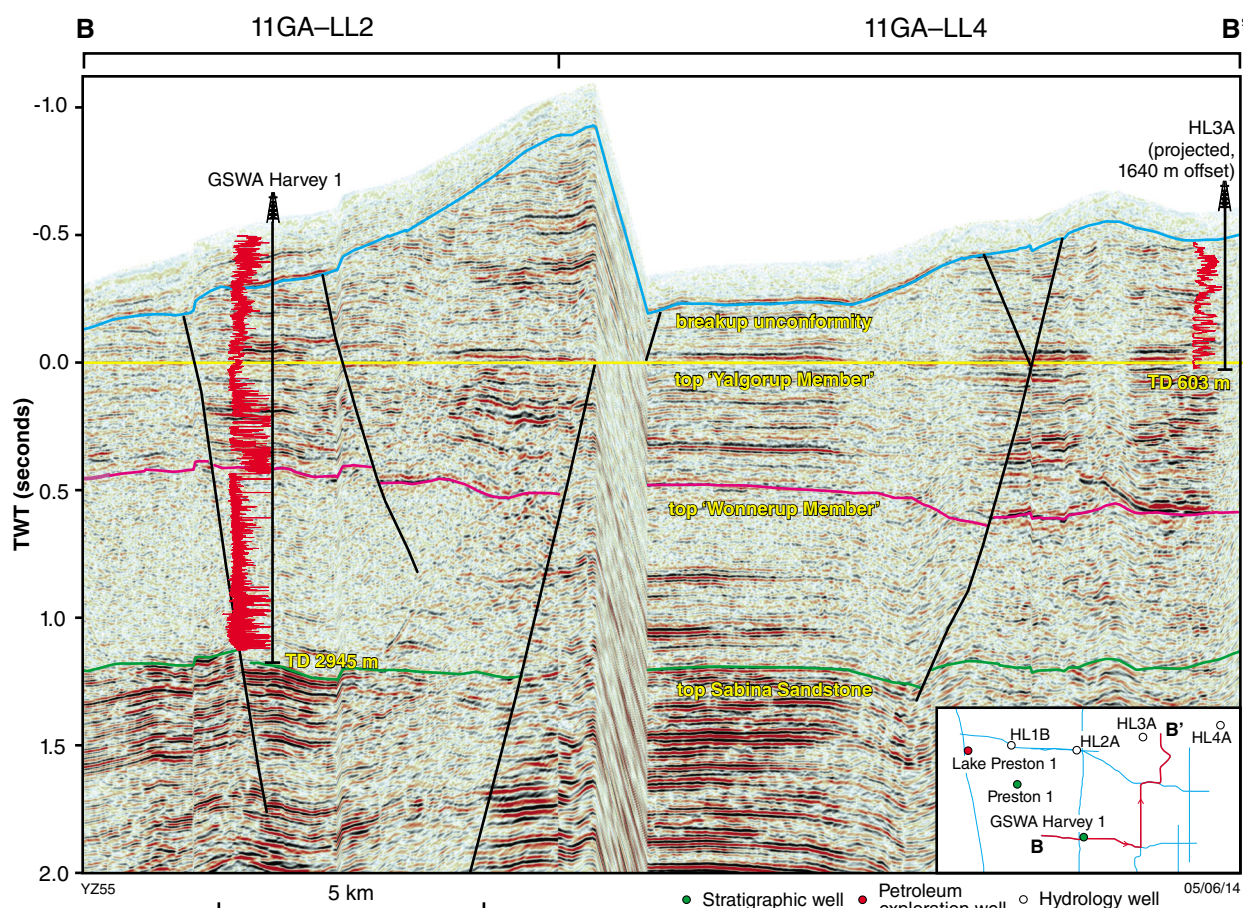 B
11GA–LL2
11GA–LL4
B'
-1.0
HL3A
(projected,
1640 m offset)
GSWA Harvey 1
-0.5
breakup unconformity
0.0
top ‘Yalgorup Member’
TD 603 m
TWT (seconds)
0.5
top ‘Wonnerup Member’
1.0
TD 2945 m
top Sabina Sandstone
1.5
HL3A
B'
HL4A
HL1B
HL2A
Lake Preston 1
Preston 1
GSWA Harvey 1
B
2.0
YZ55
5 km
Stratigraphic well
Petroleum
exploration well
Hydrology well
05/06/14